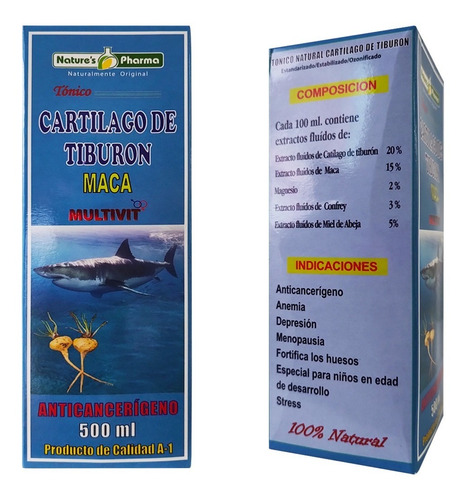 Nature's Pharma
Naturalmente Original
Tónico
CARTILAGO DE
TIBURON
MACA
MULTIVIT
ANTICANCERÍGENO
500 ml
Producto de Calidad A-1
TONICO NATURAL CARTILAGO DE TIBURON
Estandarizado/Estabilizado/Ozonificado
COMPOSICION
Cada 100 ml. contiene
extractos fluídos de:
Extracto fluidos de Catilago de tiburón 20 %
Extracto fluidos de Maca 15 %
Magnesio 2 %
Extracto fluidos de Confrey 3 %
Extracto fluidos de Miel de Abeja 5%
INDICACIONES
Anticancerígeno
Anemia
Depresión
Menopausia
Fortifica los huesos
Especial para niños en edad
de desarrollo
Stress
100% Natural